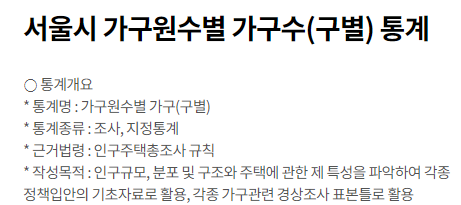 서울시 가구원수별 가구수(구별) 통계
○ 통계개요
* 통계명 : 가구원수별 가구(구별)
* 통계종류 : 조사, 지정통계
* 근거법령 : 인구주택총조사 규칙
* 작성목적 : 인구규모, 분포 및 구조와 주택에 관한 제 특성을 파악하여 각종
정책입안의 기초자료로 활용, 각종 가구관련 경상조사 표본틀로 활용